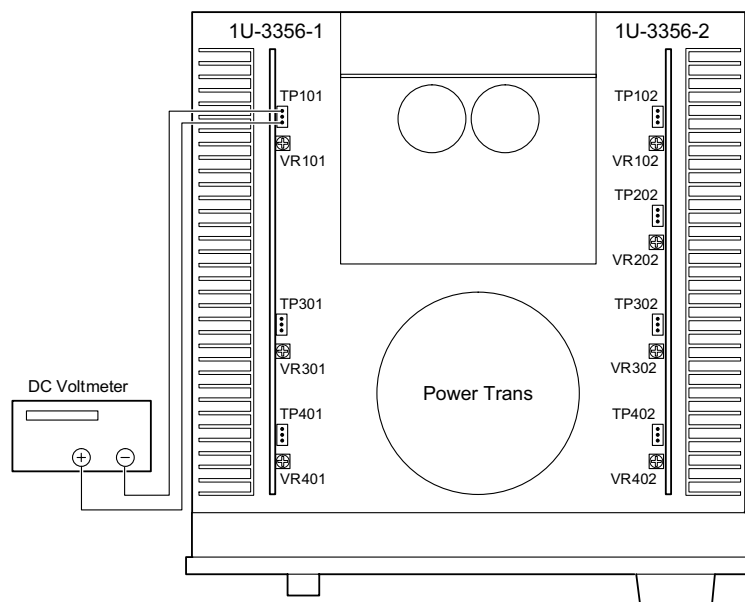 1U-3356-1
1U-3356-2
TP101
VR101
TP102
VR102
TP202
VR202
TP301
VR301
TP302
VR302
Power Trans
DC Voltmeter
+
−
TP401
VR401
TP402
VR402